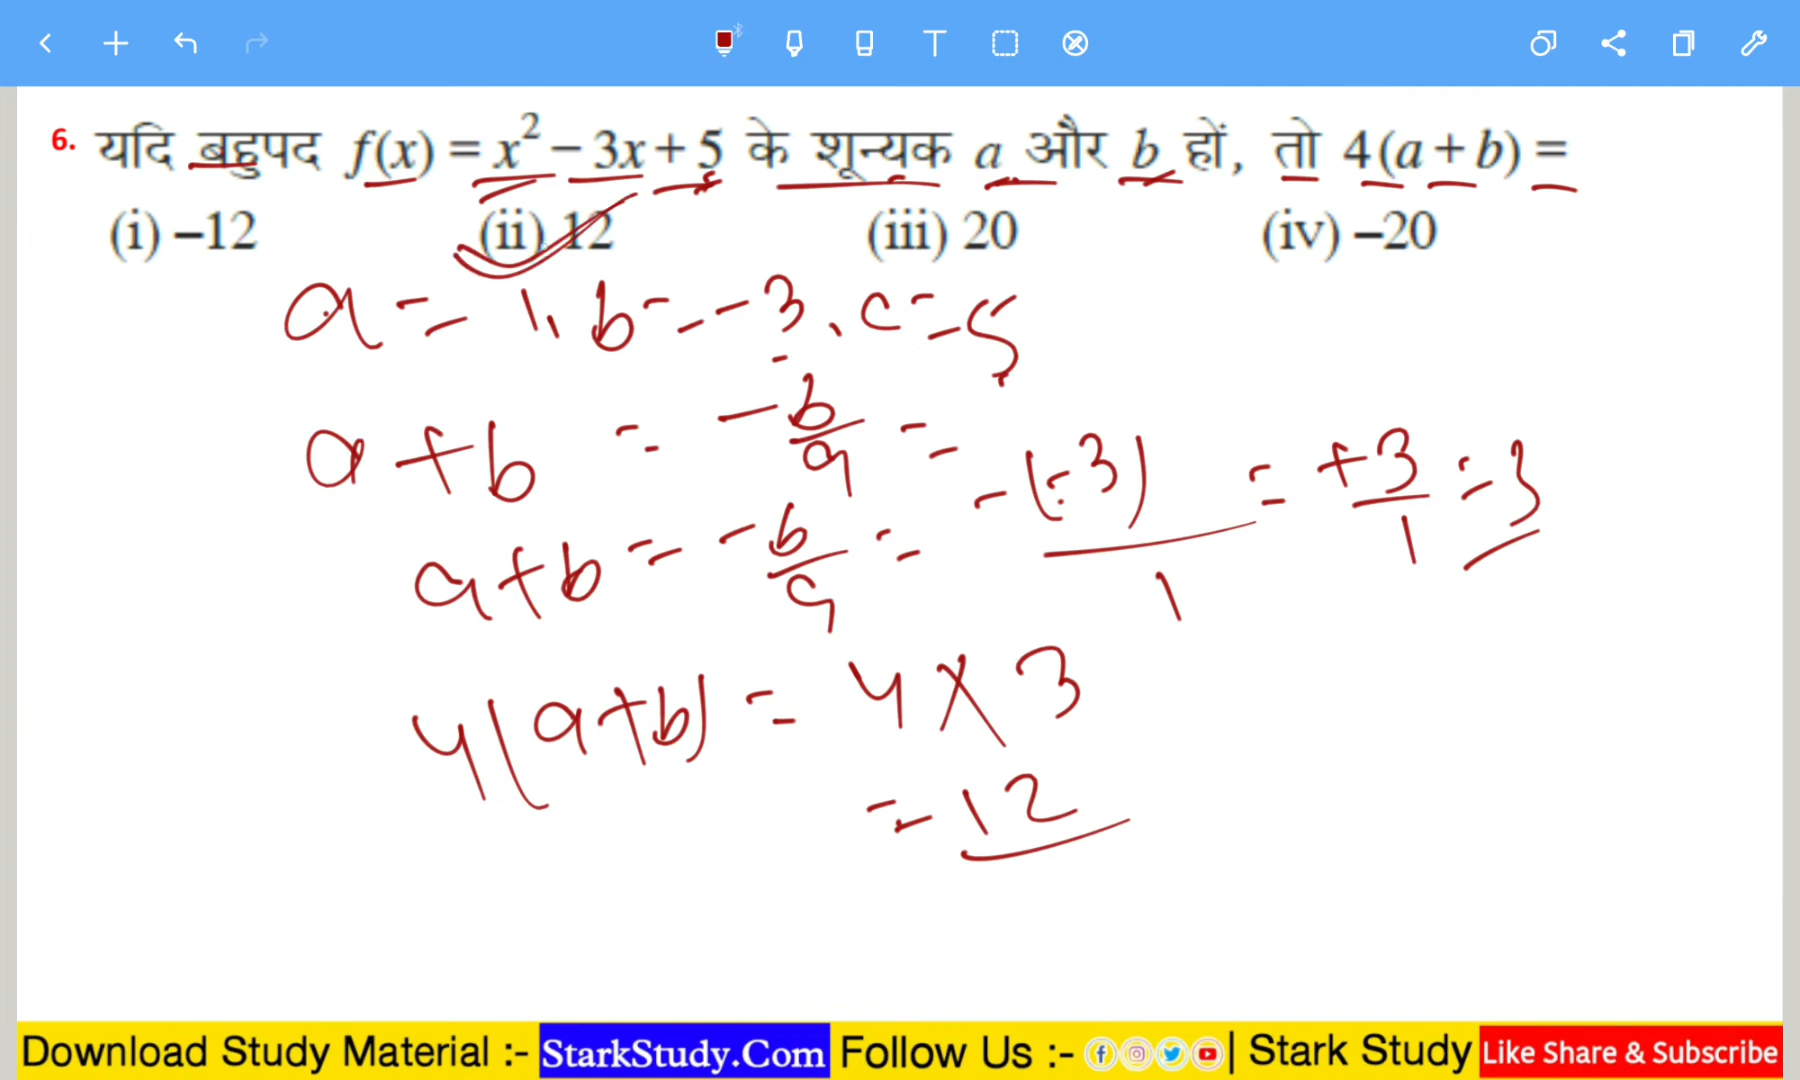 6. यदि बहुपद f(x) = x² − 3x + 5 के शून्यक a और b हों, तो 4(a + b) =
(i) −12 (ii) 12 (iii) 20 (iv) −20
a = 1, b = -3, c = 5
a + b = -b/a = -(-3)/1 = +3/1 = 3
a + b = -b/a =
4(a+b) = 4 × 3
= 12
Download Study Material :- StarkStudy.Com Follow Us :- | Stark Study Like Share & Subscribe